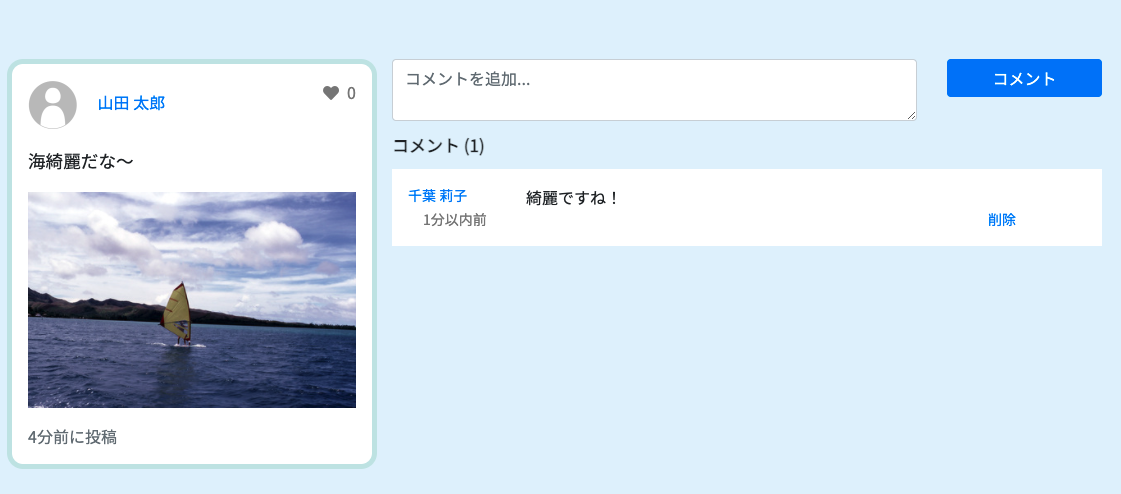 山田 太郎
0
海綺麗だな〜
4分前に投稿
コメントを追加...
コメント
コメント (1)
千葉 莉子
綺麗ですね！
1分以内前
削除